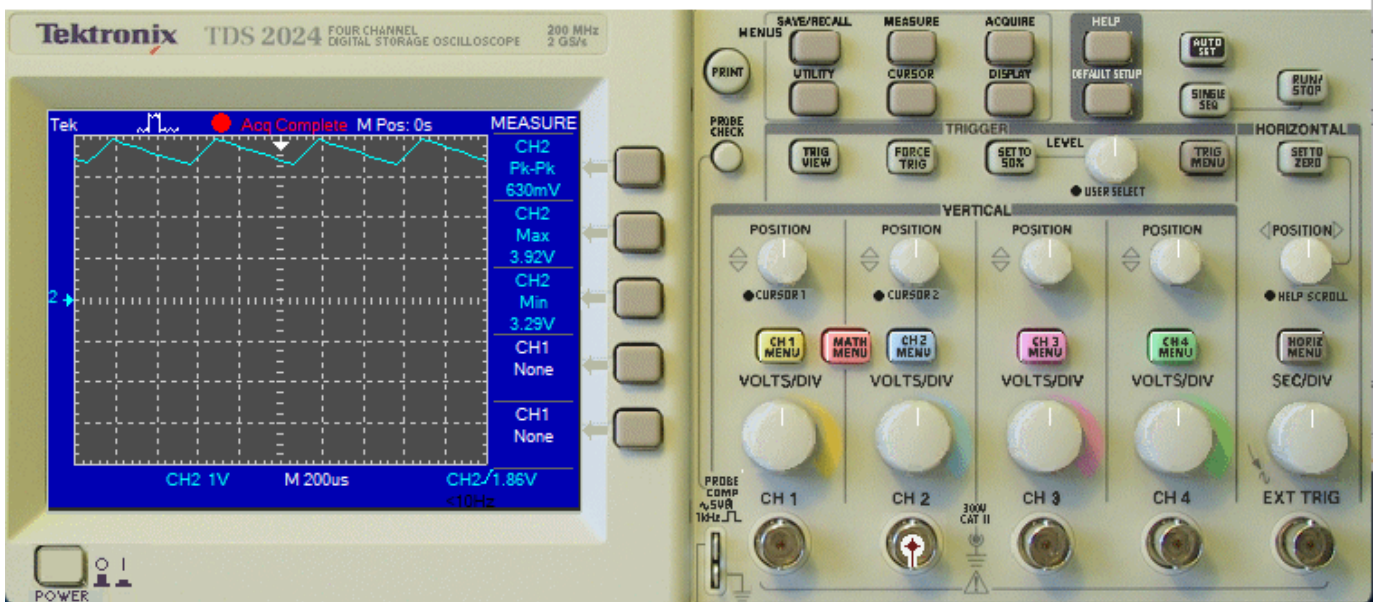 Tektronix TDS 2024 FOUR CHANNEL DIGITAL STORAGE OSCILLOSCOPE 200 MHz 2 GS/s
Tek Acq Complete M Pos: 0s MEASURE
CH2
Pk-Pk
630mV
CH2
Max
3.92V
CH2
Min
3.29V
CH1
None
CH1
None
2
CH2 1V M 200us CH2 1.86V
<10Hz
POWER
MENUS
SAVE/RECALL MEASURE ACQUIRE HELP
UTILITY CURSOR DISPLAY DEFAULT SETUP
PRINT
AUTO SET
SINGLE SEQ
RUN/ STOP
PROBE CHECK
TRIGGER
TRIG VIEW
FORCE TRIG
SET TO 50%
LEVEL
USER SELECT
TRIG MENU
HORIZONTAL
SET TO ZERO
VERTICAL
POSITION POSITION POSITION POSITION POSITION
CURSOR 1 CURSOR 2 HELP SCROLL
CH 1 MENU
MATH MENU
CH 2 MENU
CH 3 MENU
CH 4 MENU
HORIZ MENU
VOLTS/DIV VOLTS/DIV VOLTS/DIV VOLTS/DIV SEC/DIV
PROBE COMP
~5V@
1kHz
CH 1 CH 2 CH 3 CH 4 EXT TRIG
300V
CAT II